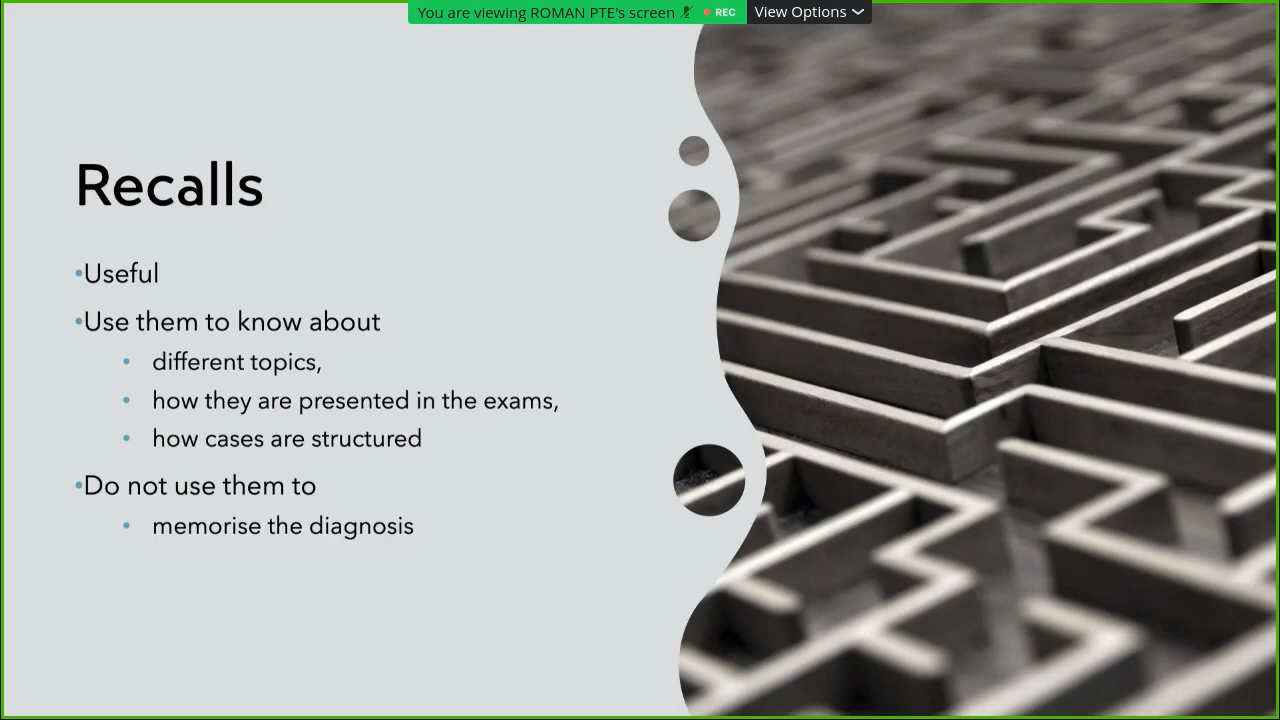 You are viewing ROMAN PTE's screen REC View Options
Recalls
•Useful
•Use them to know about
• different topics,
• how they are presented in the exams,
• how cases are structured
•Do not use them to
• memorise the diagnosis